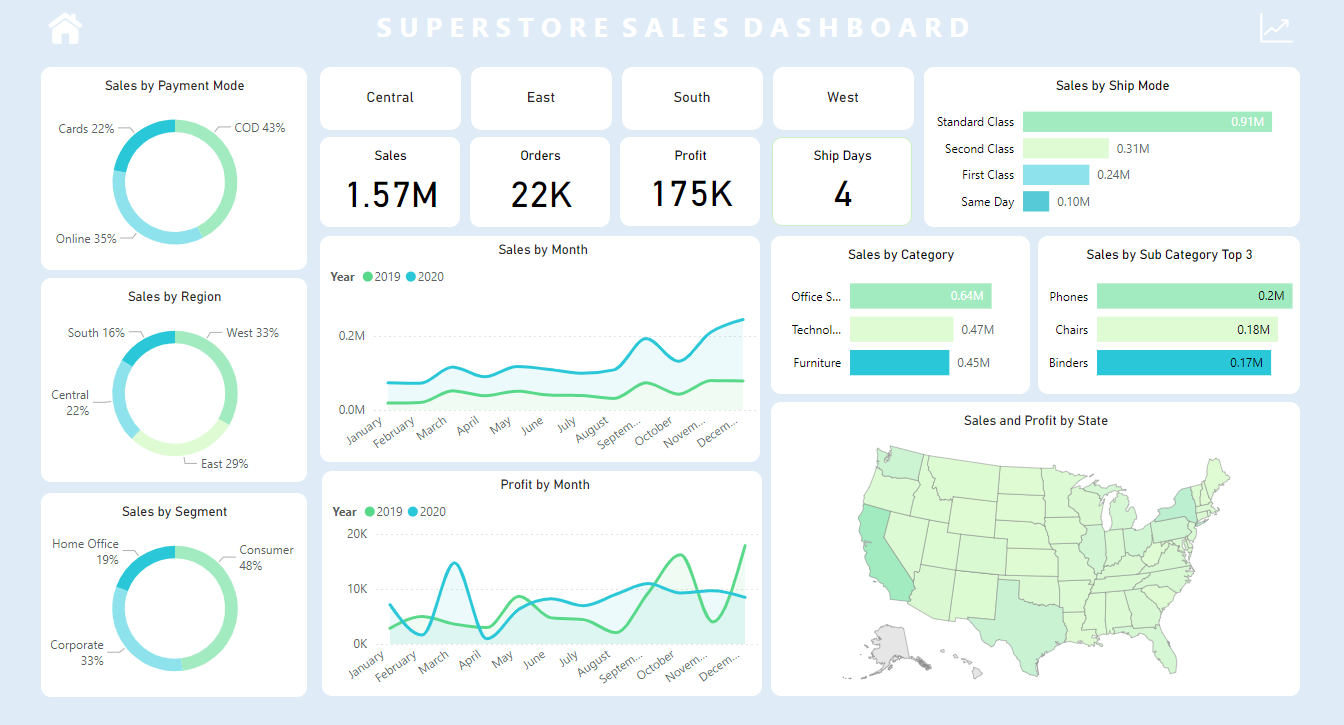 SUPERSTORE SALES DASHBOARD
Sales by Payment Mode
Cards 22%
COD 43%
Online 35%
Central
East
South
West
Sales
1.57M
Orders
22K
Profit
175K
Ship Days
4
Sales by Ship Mode
Standard Class 0.91M
Second Class 0.31M
First Class 0.24M
Same Day 0.10M
Sales by Region
South 16%
West 33%
Central
22%
East 29%
Sales by Month
Year 2019 2020
0.2M
0.0M
January
February
March
April
May
June
July
August
Septem...
October
Novem...
Decem...
Sales by Category
Office S... 0.64M
Technol... 0.47M
Furniture 0.45M
Sales by Sub Category Top 3
Phones 0.2M
Chairs 0.18M
Binders 0.17M
Sales by Segment
Home Office
19%
Consumer
48%
Corporate
33%
Profit by Month
Year 2019 2020
20K
10K
0K
January
February
March
April
May
June
July
August
Septem...
October
Novem...
Decem...
Sales and Profit by State